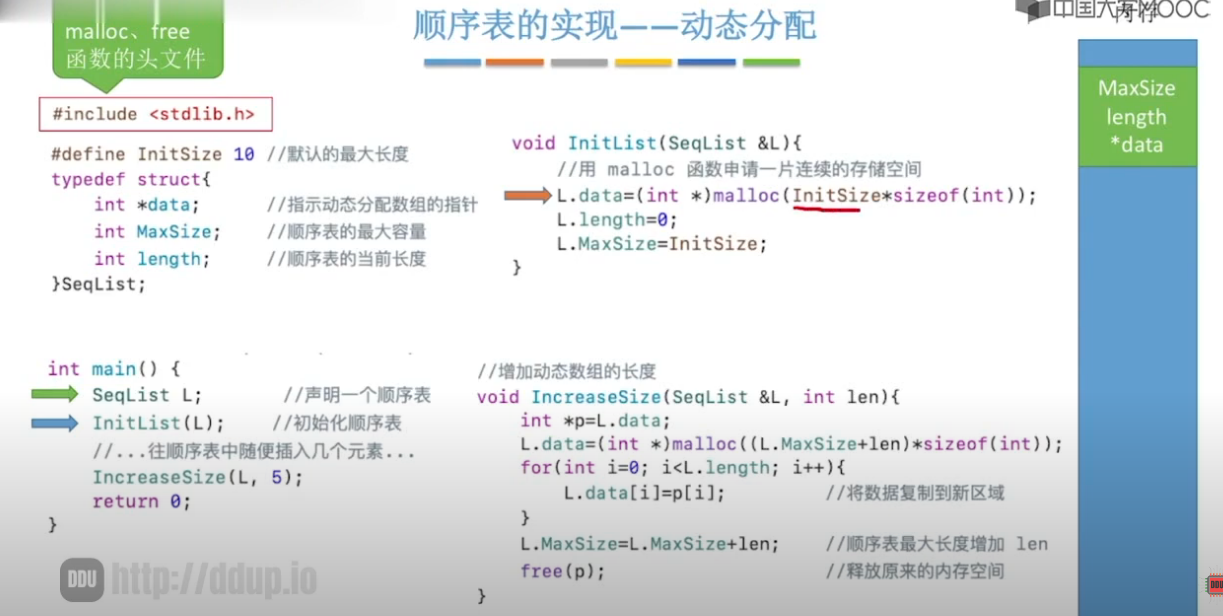 malloc、free
函数的头文件
顺序表的实现——动态分配
中国大学MOOC
#include <stdlib.h>
#define InitSize 10 //默认的最大长度
typedef struct{
int *data; //指示动态分配数组的指针
int MaxSize; //顺序表的最大容量
int length; //顺序表的当前长度
}SeqList;
void InitList(SeqList &L){
//用 malloc 函数申请一片连续的存储空间
L.data=(int *)malloc(InitSize*sizeof(int));
L.length=0;
L.MaxSize=InitSize;
}
MaxSize
length
*data
int main() {
SeqList L; //声明一个顺序表
InitList(L); //初始化顺序表
//...往顺序表中随便插入几个元素...
IncreaseSize(L, 5);
return 0;
}
//增加动态数组的长度
void IncreaseSize(SeqList &L, int len){
int *p=L.data;
L.data=(int *)malloc((L.MaxSize+len)*sizeof(int));
for(int i=0; i<L.length; i++){
L.data[i]=p[i]; //将数据复制到新区域
}
L.MaxSize=L.MaxSize+len; //顺序表最大长度增加 len
free(p); //释放原来的内存空间
}
DDU http://ddup.io
DDU